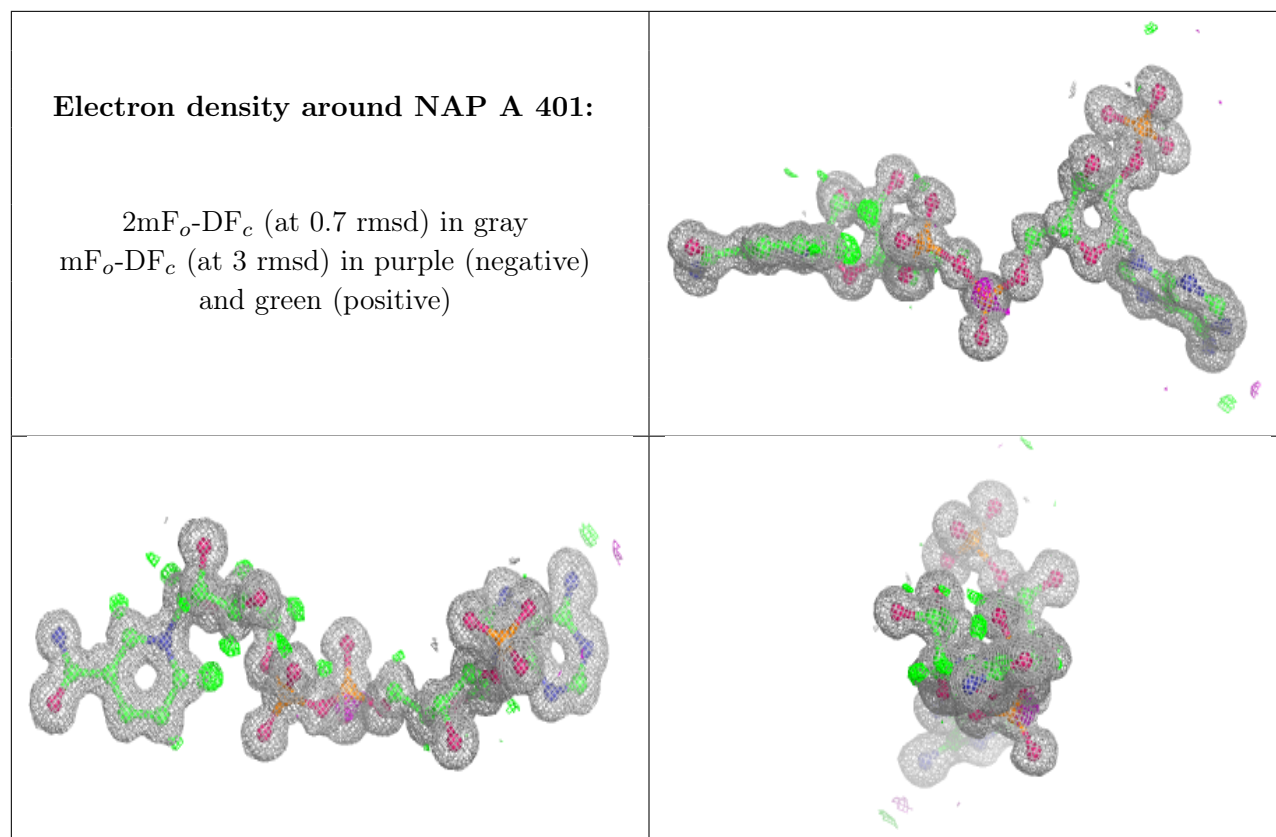 Electron density around NAP A 401:
2mFₒ-DF𝒸 (at 0.7 rmsd) in gray
mFₒ-DF𝒸 (at 3 rmsd) in purple (negative)
and green (positive)